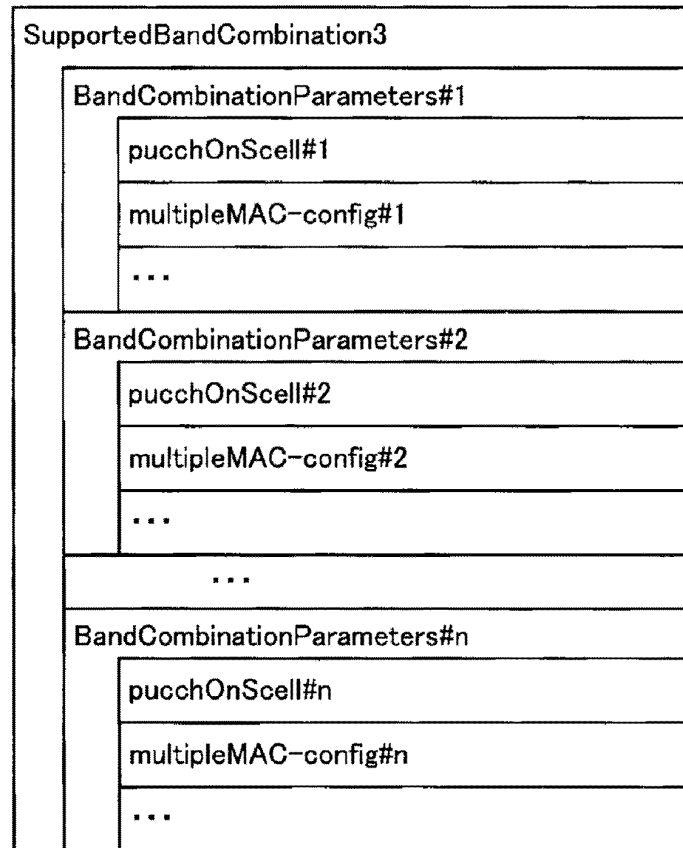 SupportedBandCombination3
BandCombinationParameters#1
pucchOnScell#1
multipleMAC-config#1
...
BandCombinationParameters#2
pucchOnScell#2
multipleMAC-config#2
...
...
BandCombinationParameters#n
pucchOnScell#n
multipleMAC-config#n
...